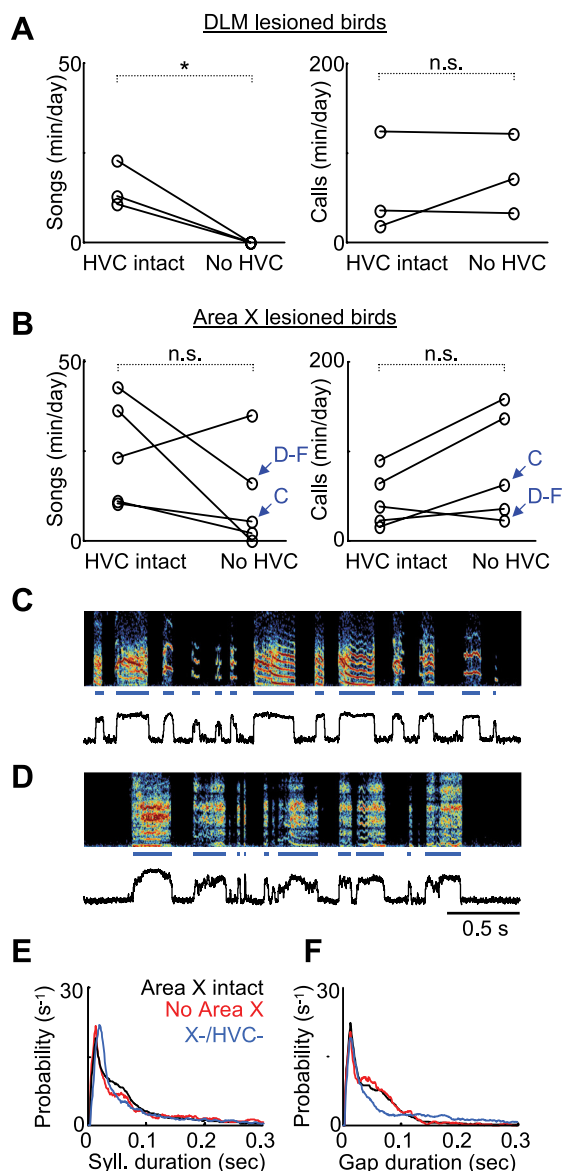 A
DLM lesioned birds
Songs (min/day)
50
0
*
HVC intact No HVC
Calls (min/day)
200
0
n.s.
HVC intact No HVC
B
Area X lesioned birds
Songs (min/day)
50
0
n.s.
D-F
C
HVC intact No HVC
Calls (min/day)
200
0
n.s.
C
D-F
HVC intact No HVC
C
D
0.5 s
E
Probability (s-1)
30
0
Area X intact
No Area X
X-/HVC-
0 0.1 0.2 0.3
Syll. duration (sec)
F
Probability (s-1)
30
0
0 0.1 0.2 0.3
Gap duration (sec)